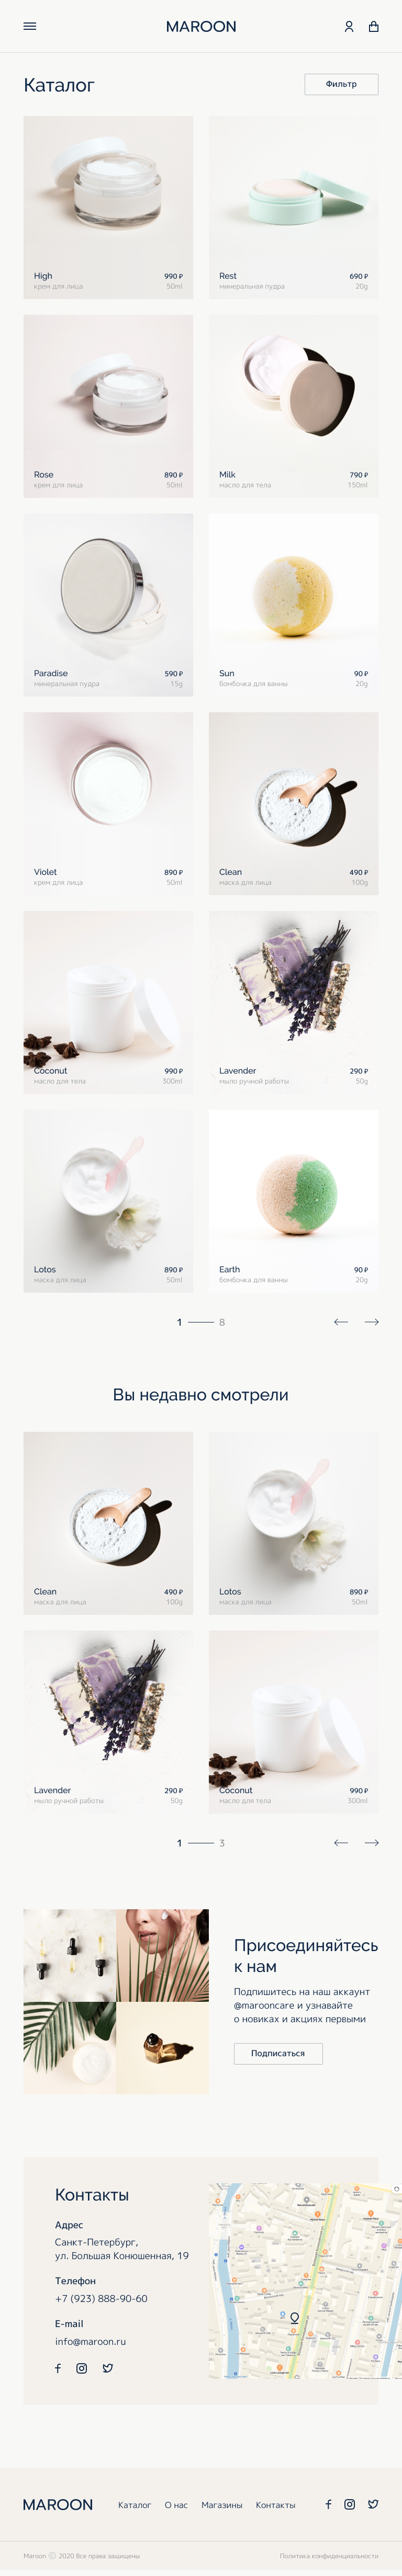 MAROON
Каталог
Фильтр
High 990 ₽
крем для лица 50ml
Rest 690 ₽
минеральная пудра 20g
Rose 890 ₽
крем для лица 50ml
Milk 790 ₽
масло для тела 150ml
Paradise 590 ₽
минеральная пудра 15g
Sun 90 ₽
бомбочка для ванны 20g
Violet 890 ₽
крем для лица 50ml
Clean 490 ₽
маска для лица 100g
Coconut 990 ₽
масло для тела 300ml
Lavender 290 ₽
мыло ручной работы 50g
Lotos 890 ₽
маска для лица 50ml
Earth 90 ₽
бомбочка для ванны 20g
1 8
Вы недавно смотрели
Clean 490 ₽
маска для лица 100g
Lotos 890 ₽
маска для лица 50ml
Lavender 290 ₽
мыло ручной работы 50g
Coconut 990 ₽
масло для тела 300ml
1 3
Присоединяйтесь
к нам
Подпишитесь на наш аккаунт
@marooncare и узнавайте
о новиках и акциях первыми
Подписаться
Контакты
Адрес
Санкт-Петербург,
ул. Большая Конюшенная, 19
Телефон
+7 (923) 888-90-60
E-mail
info@maroon.ru
MAROON Каталог О нас Магазины Контакты
Maroon © 2020 Все права защищены
Политика конфиденциальности